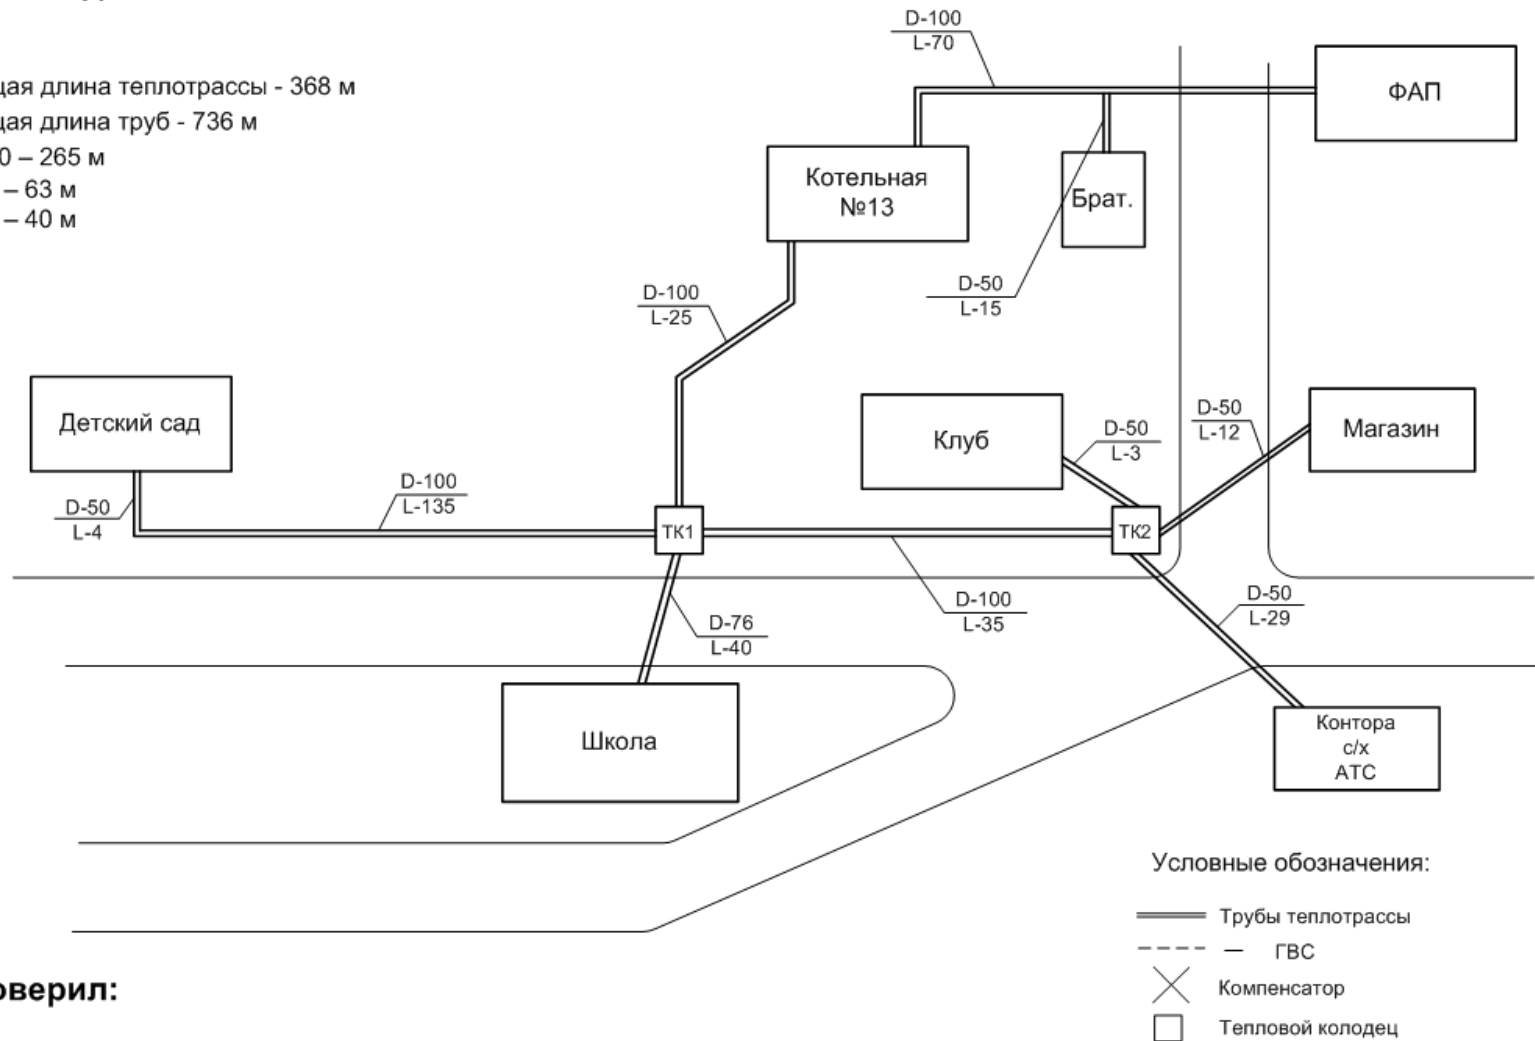 D-100
L-70
щая длина теплотрассы - 368 м
щая длина труб - 736 м
0 – 265 м
– 63 м
– 40 м
ФАП
Котельная
№13
Брат.
D-50
L-15
D-100
L-25
Детский сад
Клуб
D-50
L-3
D-50
L-12
Магазин
D-50
L-4
D-100
L-135
ТК1
ТК2
D-76
L-40
D-100
L-35
D-50
L-29
Школа
Контора
с/х
АТС
Условные обозначения:
Трубы теплотрассы
— ГВС
Компенсатор
Тепловой колодец
оверил: